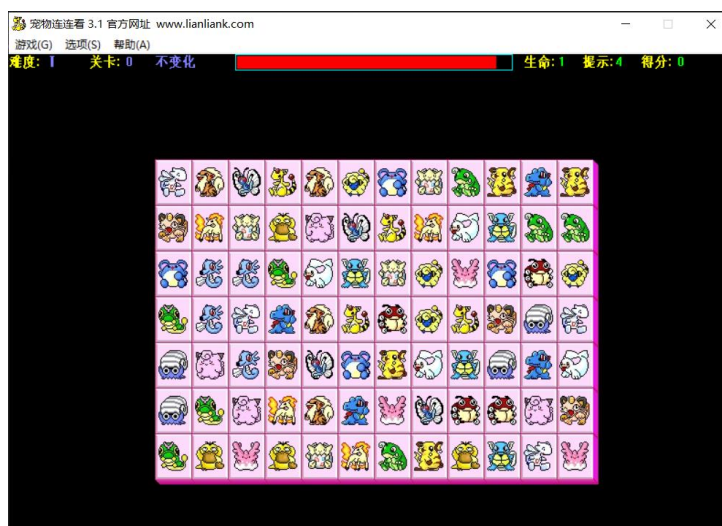 宠物连连看 3.1 官方网址 www.lianliank.com
游戏(G) 选项(S) 帮助(A)
难度: I 关卡: 0 不变化 生命: 1 提示: 4 得分: 0